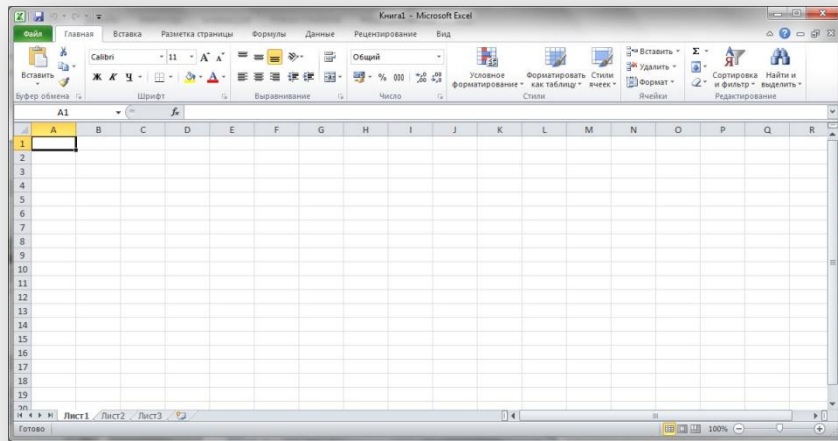 Книга1 - Microsoft Excel
Файл Главная Вставка Разметка страницы Формулы Данные Рецензирование Вид
Calibri 11 A A Общий Вставить Σ
Ж К Ч A % 000 Удалить
Вставить Условное форматирование Форматировать как таблицу Стили ячеек Формат Сортировка и фильтр Найти и выделить
Буфер обмена Шрифт Выравнивание Число Стили Ячейки Редактирование
A1 fx
A B C D E F G H I J K L M N O P Q R
1
2
3
4
5
6
7
8
9
10
11
12
13
14
15
16
17
18
19
20
Лист1 Лист2 Лист3
Готово 100%